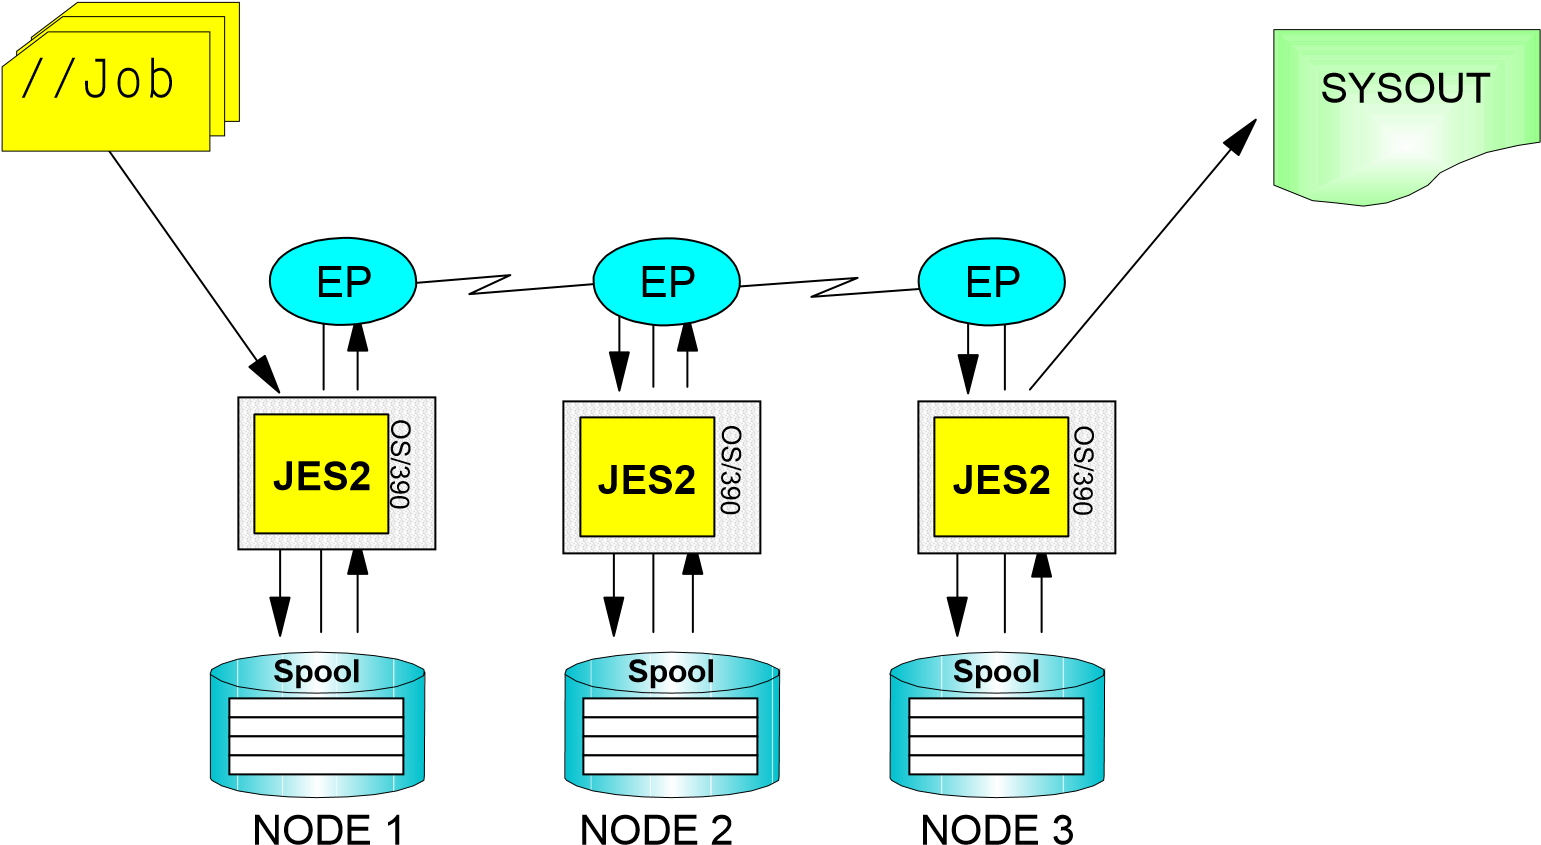 //Job
SYSOUT
EP
EP
EP
JES2
OS/390
JES2
OS/390
JES2
OS/390
Spool
Spool
Spool
NODE 1
NODE 2
NODE 3